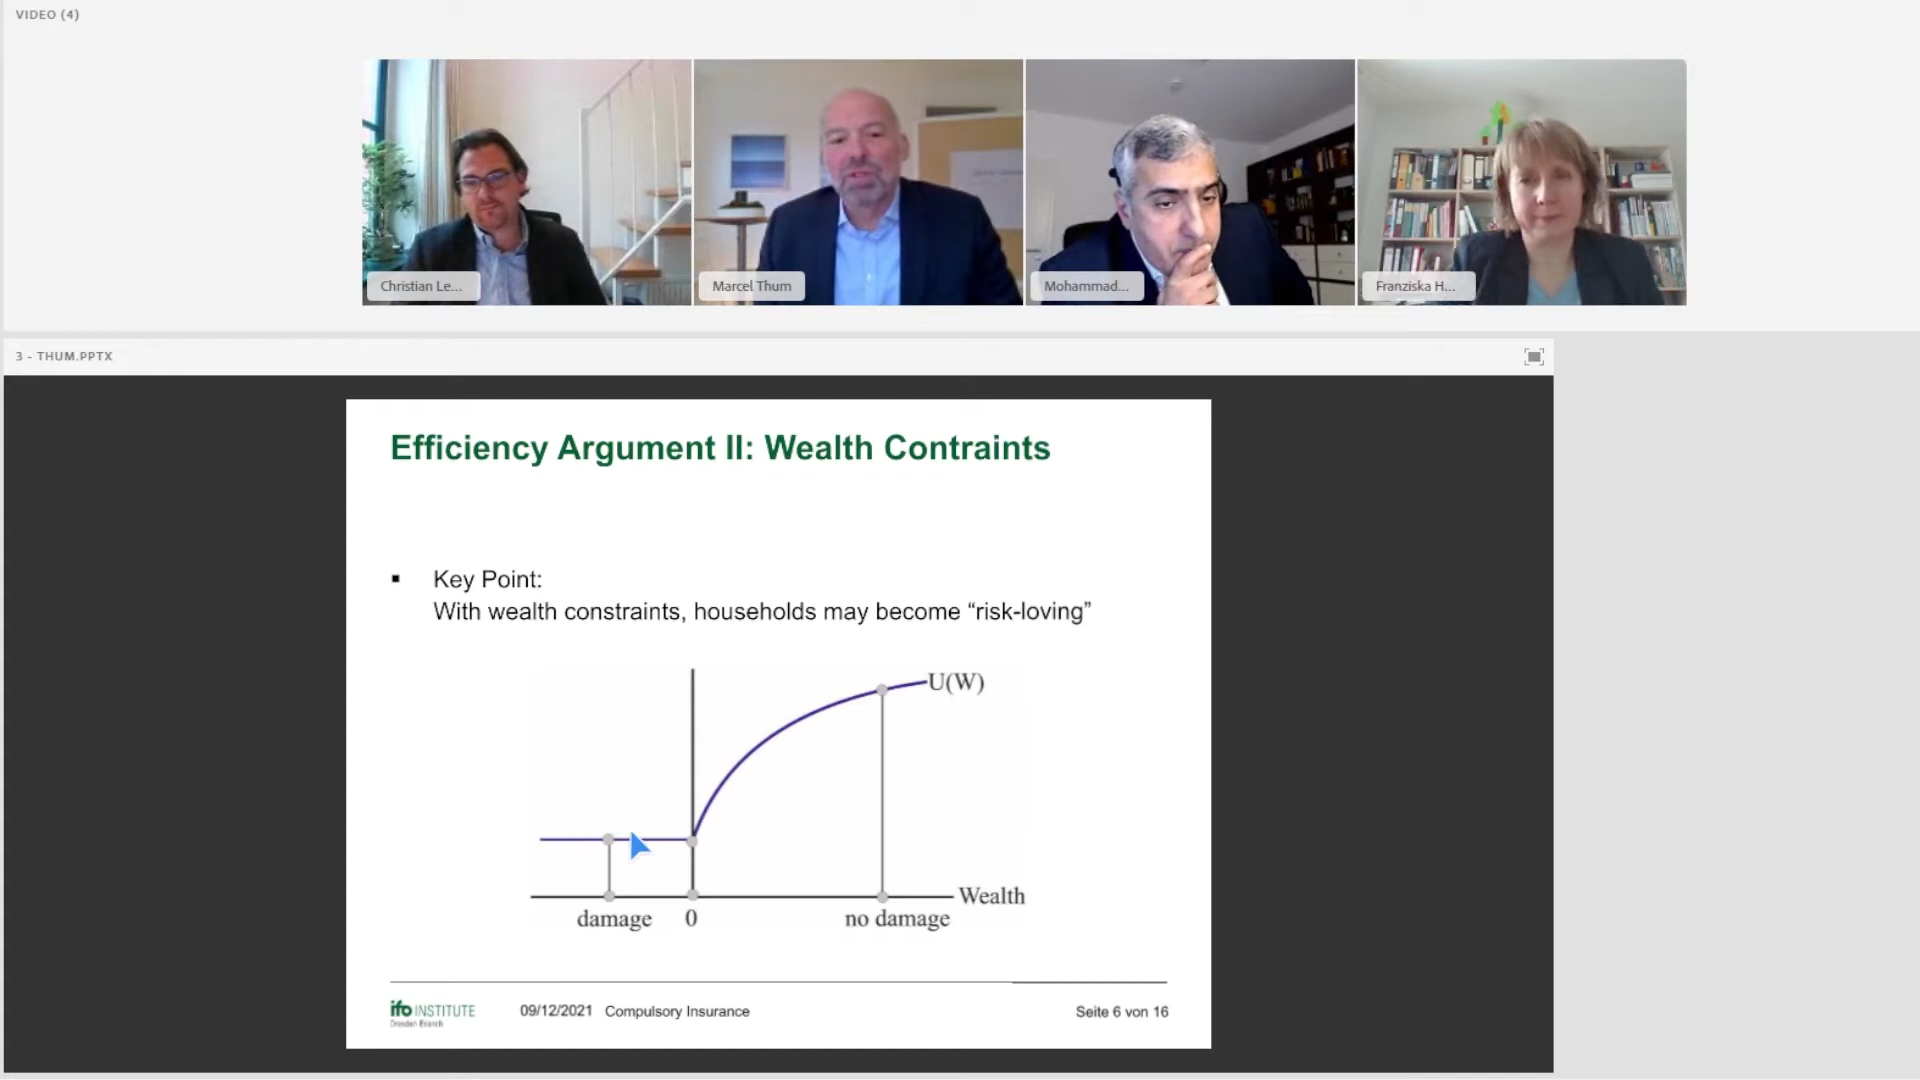 VIDEO (4)
Christian Le...
Marcel Thum
Mohammad...
Franziska H...
3 - THUM.PPTX
Efficiency Argument II: Wealth Contraints
▪ Key Point:
With wealth constraints, households may become “risk-loving”
U(W)
Wealth
damage 0 no damage
ifo INSTITUTE
Dresden Branch
09/12/2021 Compulsory Insurance
Seite 6 von 16